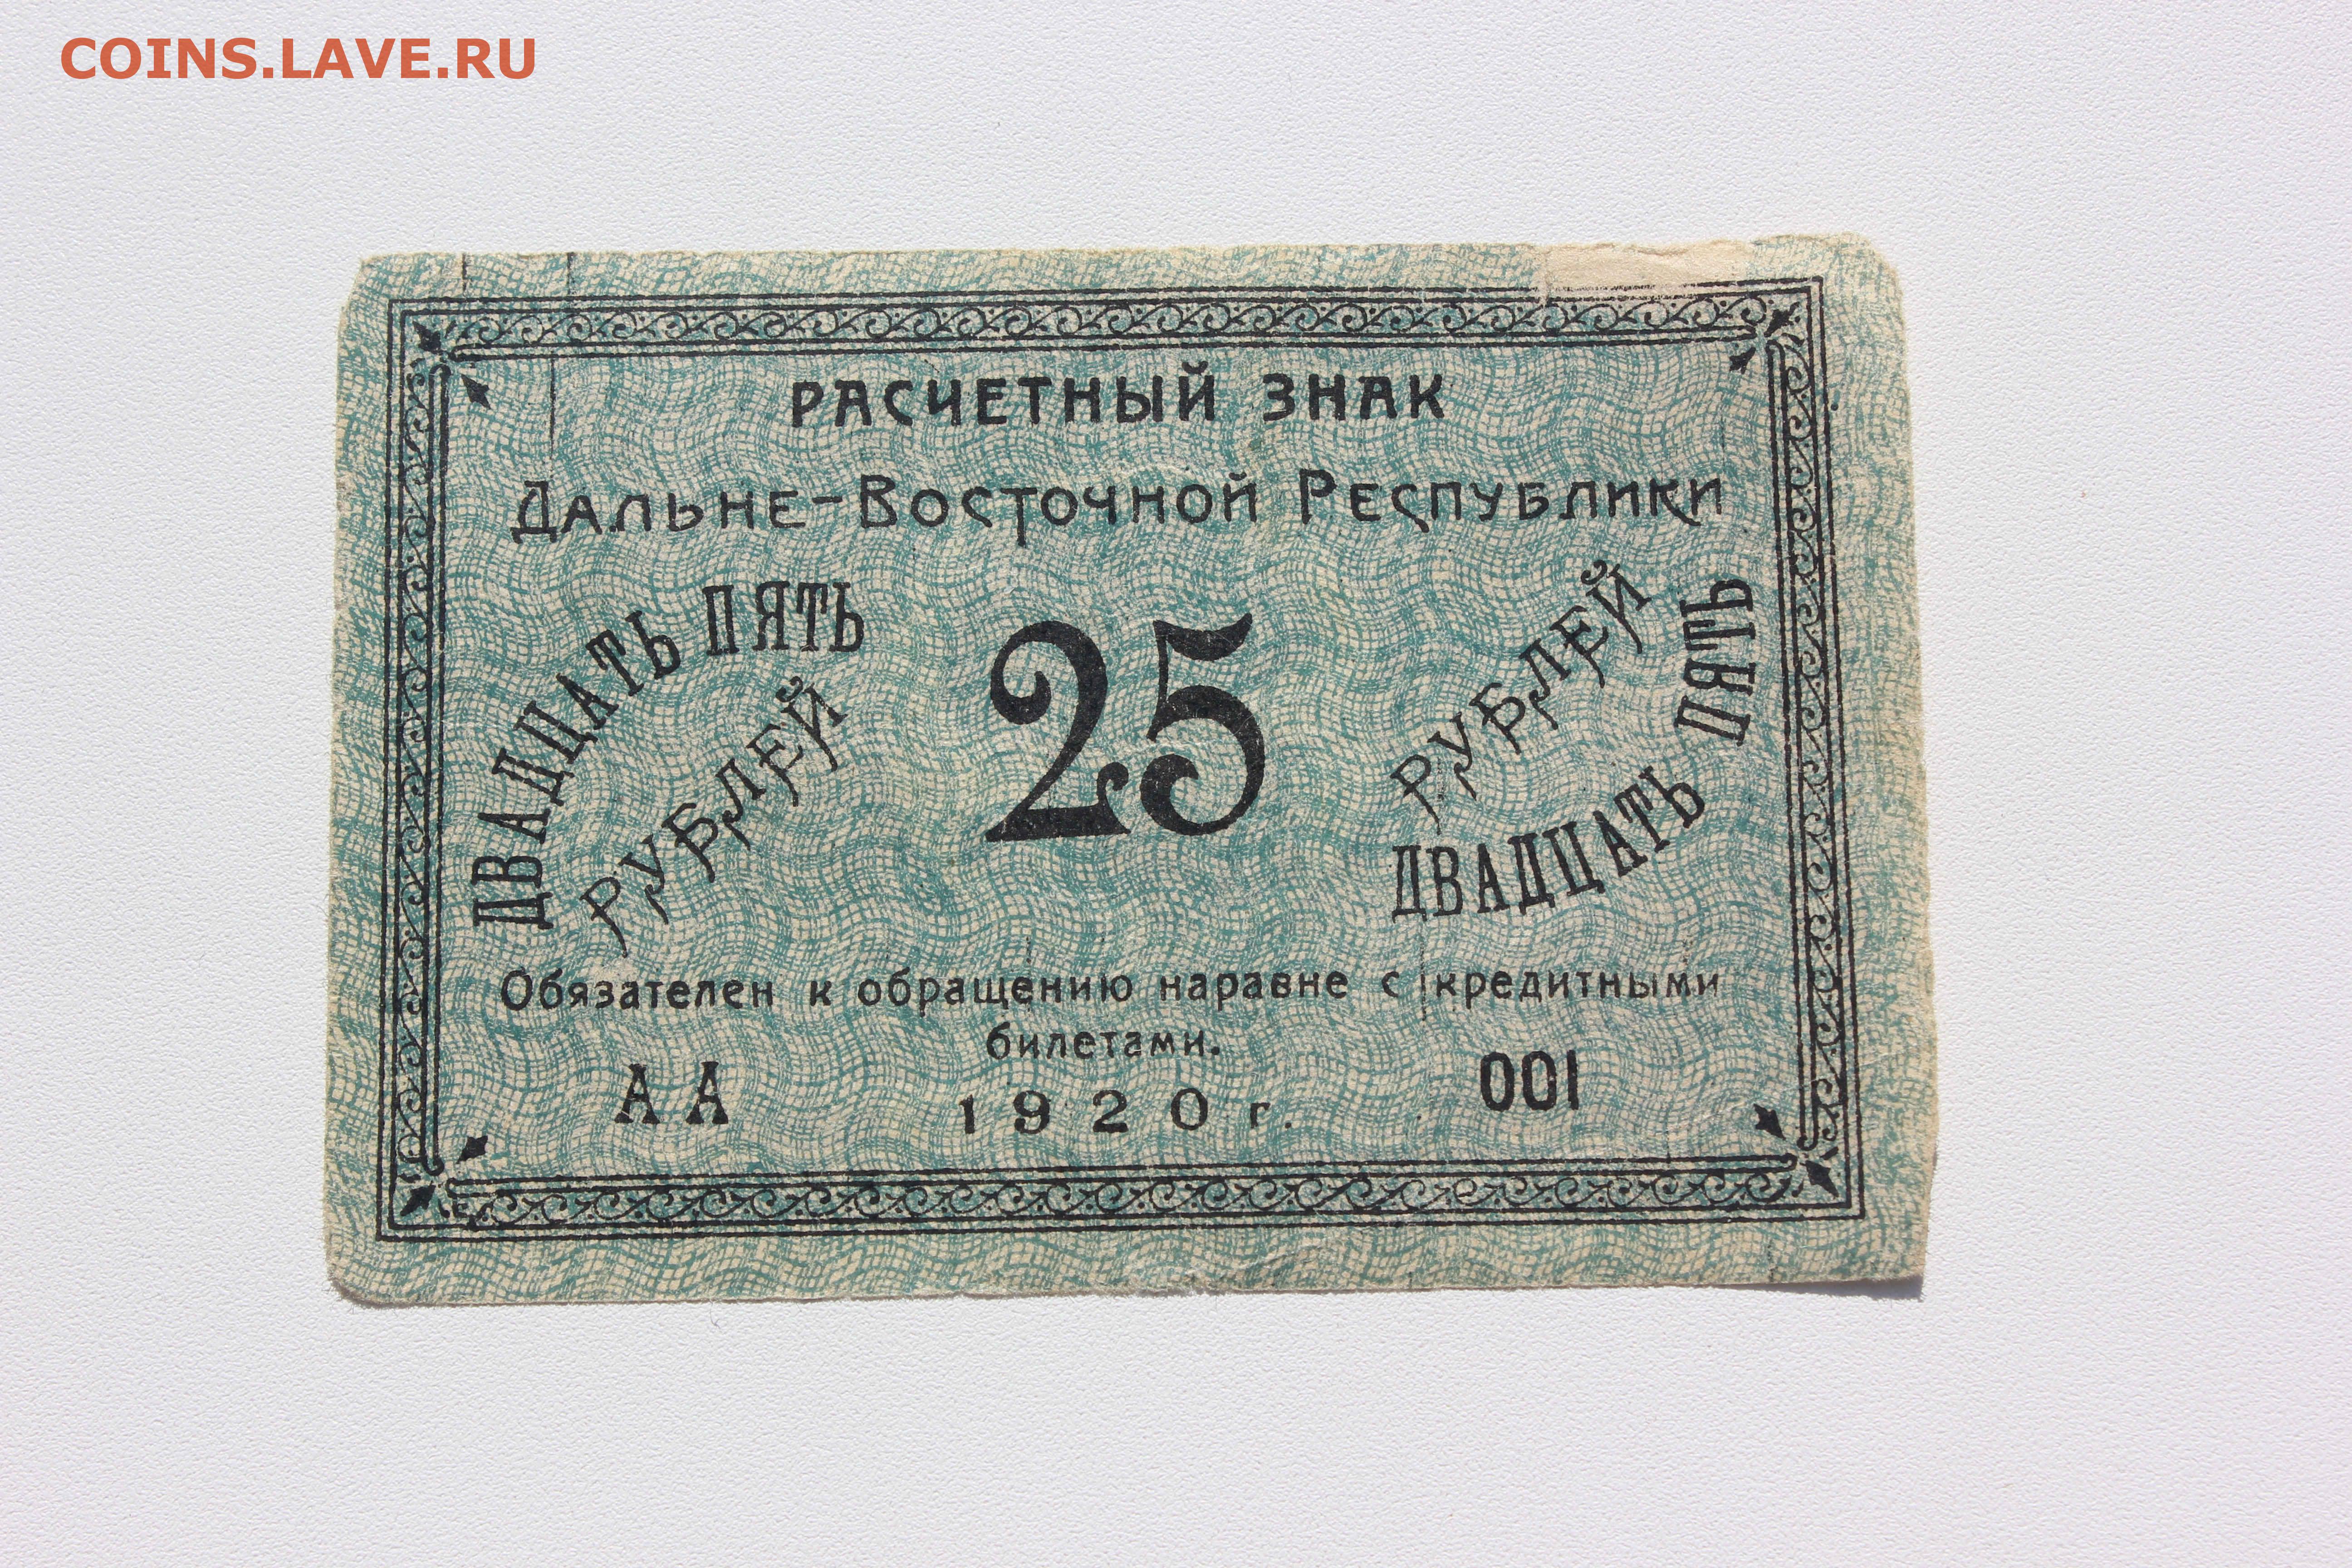 COINS.LAVE.RU
РАСЧЕТНЫЙ ЗНАК
ДАЛЬНЕ-ВОСТОЧНОЙ РЕСПУБЛИКИ
ДВАДЦАТЬ ПЯТЬ
РУБЛЕЙ
25
РУБЛЕЙ
ДВАДЦАТЬ ПЯТЬ
Обязателен к обращению наравне с кредитными
билетами.
АА 1920 г. 001